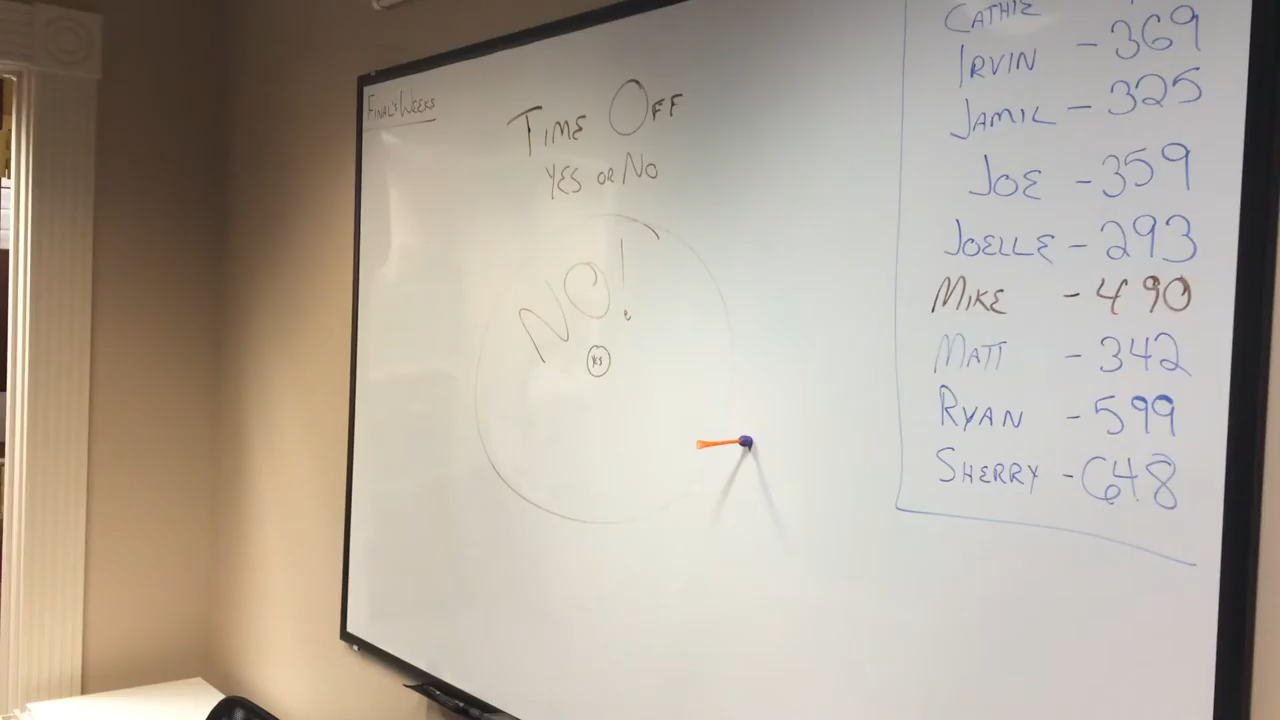 FINAL'S WEEKS
TIME OFF
YES OR NO
NO!
YES
CATHIE
IRVIN - 369
JAMIL - 325
JOE - 359
JOELLE - 293
MIKE - 490
MATT - 342
RYAN - 599
SHERRY - 648